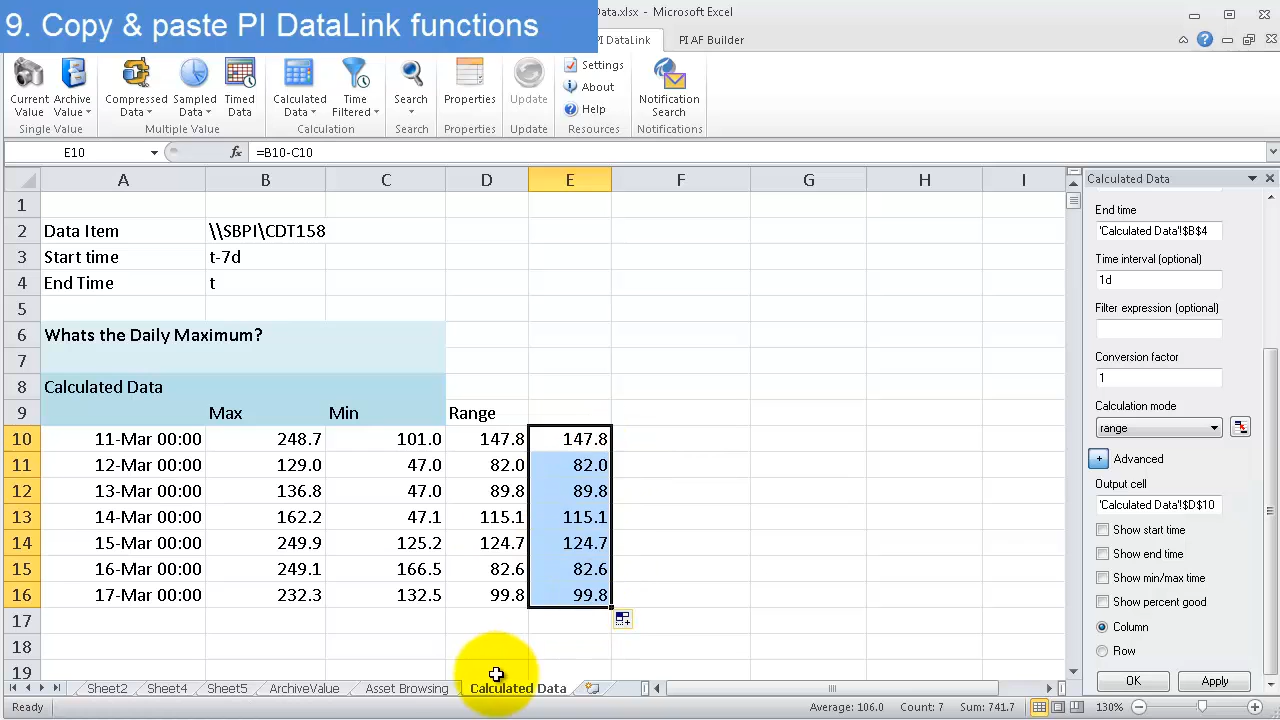 9. Copy & paste PI DataLink functions
Data.xlsx - Microsoft Excel
PI DataLink PI AF Builder
Current Value
Archive Value
Compressed Data
Sampled Data
Timed Data
Calculated Data
Time Filtered
Search
Properties
Update
Settings
About
Help
Notification Search
Single Value Multiple Value Calculation Search Properties Update Resources Notifications
E10 fx =B10-C10
A B C D E F G H I
1
2 Data Item \\SBPI\CDT158
3 Start time t-7d
4 End Time t
5
6 Whats the Daily Maximum?
7
8 Calculated Data
9 Max Min Range
10 11-Mar 00:00 248.7 101.0 147.8 147.8
11 12-Mar 00:00 129.0 47.0 82.0 82.0
12 13-Mar 00:00 136.8 47.0 89.8 89.8
13 14-Mar 00:00 162.2 47.1 115.1 115.1
14 15-Mar 00:00 249.9 125.2 124.7 124.7
15 16-Mar 00:00 249.1 166.5 82.6 82.6
16 17-Mar 00:00 232.3 132.5 99.8 99.8
17
18
19
Calculated Data
End time
'Calculated Data'!$B$4
Time interval (optional)
1d
Filter expression (optional)
Conversion factor
1
Calculation mode
range
Advanced
Output cell
'Calculated Data'!$D$10
Show start time
Show end time
Show min/max time
Show percent good
Column
Row
OK Apply
Sheet2 Sheet4 Sheet5 ArchiveValue Asset Browsing Calculated Data
Ready Average: 106.0 Count: 7 Sum: 741.7 130%